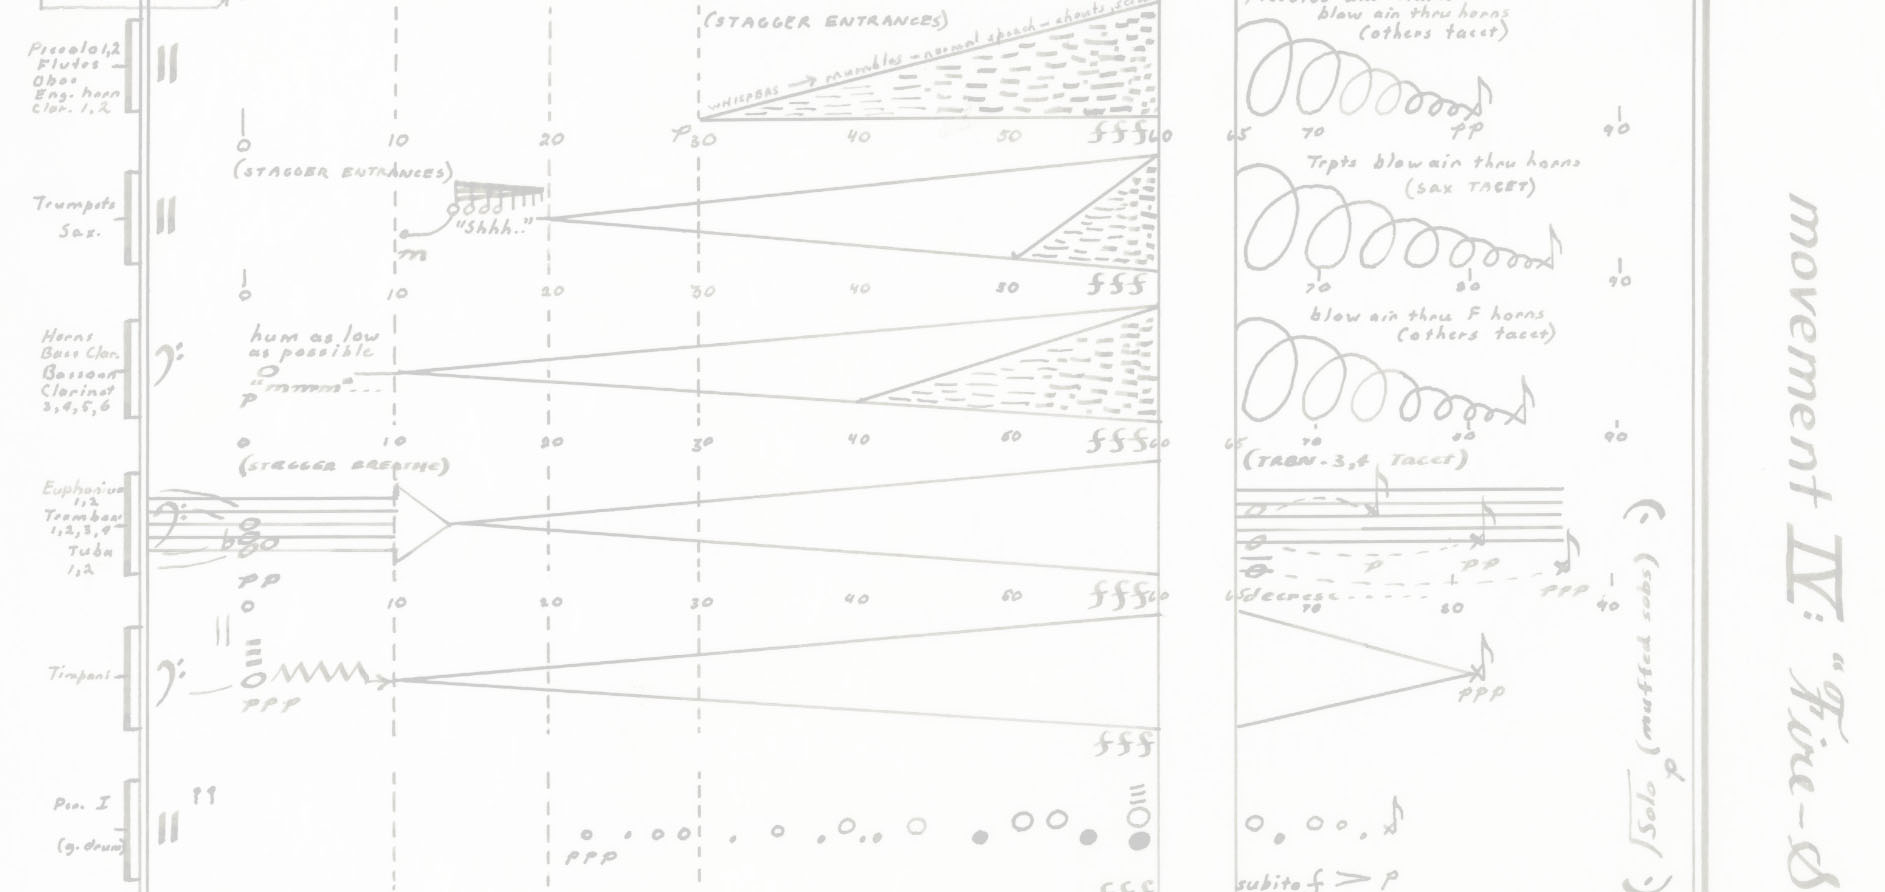 blow air thru horns
(STAGGER ENTRANCES)
(others tacet)
Piccolo 1,2
Flutes
Oboe
Eng. horn
Clar. 1,2
WHISPERS → mumbles - normal speach - shouts,
0 10 20 p 30 40 50 fff 60 65 70 pp 90
(STAGGER ENTRANCES)
Trpts blow air thru horns
(sax TACET)
Trumpets
Sax.
"Shhh.."
m
fff
0 10 20 30 40 50 70 80 90
Horns
Bass Clar.
Bassoon
Clarinet
3,4,5,6
hum as low
as possible
"mmm"
p
blow air thru F horns
(others tacet)
0 10 20 30 40 50 fff 60 65 70 80 90
(STAGGER BREATHE)
(TRBN. 3,4 Tacet)
Euphonium
1,2
Trombone
1,2,3,4
Tuba
1,2
pp
p pp ppp
decresc.
0 10 20 30 40 50 fff 60 65 70 80 90
Timpani
ppp
fff
ppp
Perc. I
(g. drum)
ppp
subito f > p
Solo (muffled sobs)
p
movement IV: "Fire-S